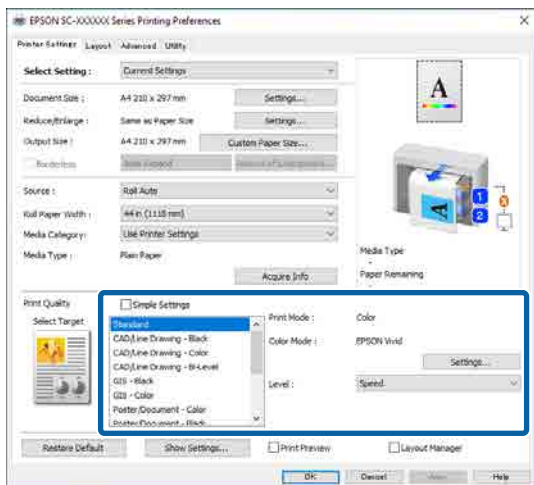 EPSON SC-XXXXXX Series Printing Preferences
Printer Settings Layout Advanced Utility
Select Setting : Current Settings
Document Size : A4 210 x 297 mm Settings...
Reduce/Enlarge : Same as Paper Size Settings...
Output Size : A4 210 x 297 mm Custom Paper Size...
Borderless
Source : Roll Auto
Roll Paper Width : 44 in (1118 mm)
Media Category: Use Printer Settings
Media Type : Plain Paper
Acquire Info
A
1
2
Media Type
-
Paper Remaining
-
Print Quality
Select Target
Simple Settings
Standard
CAD/Line Drawing - Black
CAD/Line Drawing - Color
CAD/Line Drawing - Bi-Level
GIS - Black
GIS - Color
Poster/Document - Color
Poster/Document - Black
Print Mode : Color
Color Mode : EPSON Vivid
Settings...
Level : Speed
Restore Default Show Settings... Print Preview Layout Manager
OK Cancel Help